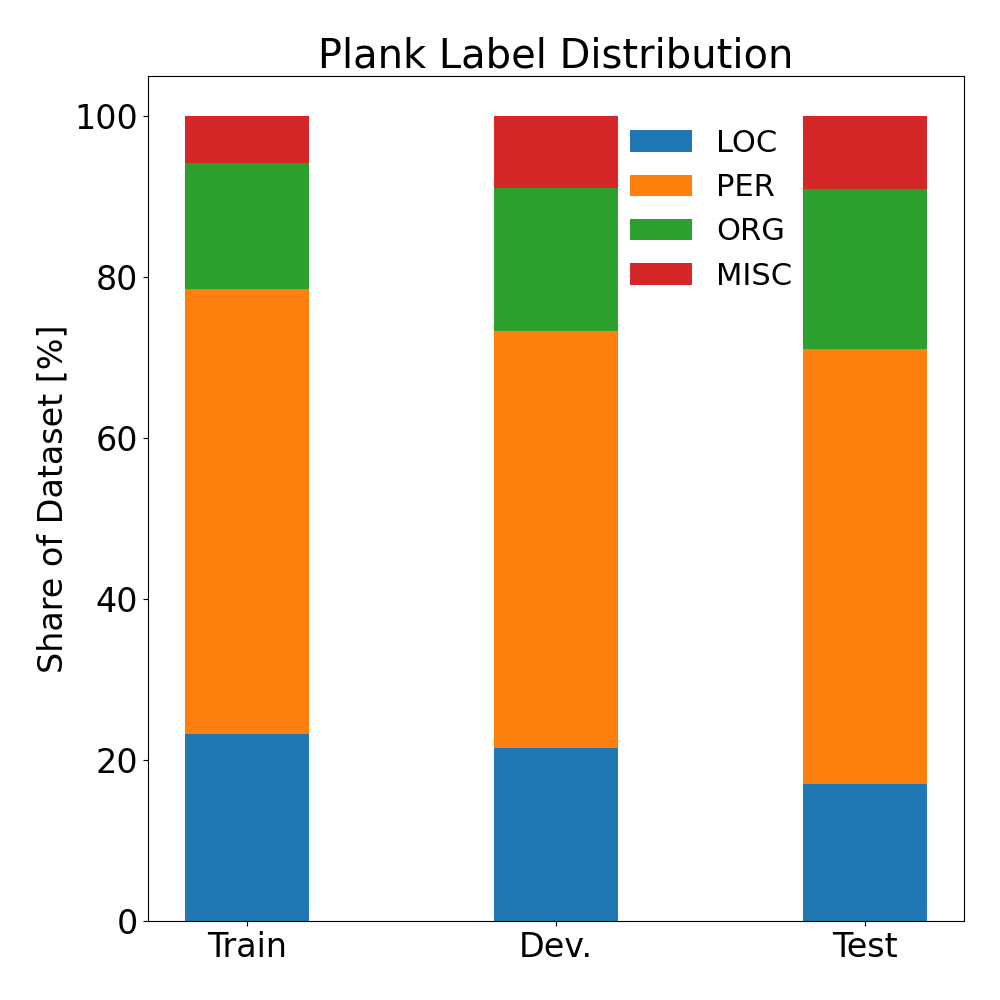 Plank Label Distribution
Share of Dataset [%]
100
80
60
40
20
0
LOC
PER
ORG
MISC
Train
Dev.
Test